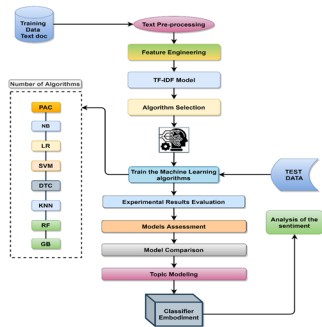 Training
Data
Text doc
Text Pre-processing
Feature Engineering
TF-IDF Model
Number of Algorithms
Algorithm Selection
PAC
NB
LR
SVM
DTC
KNN
RF
GB
Train the Machine Learning
algorithms
TEST
DATA
Experimental Results Evaluation
Models Assessment
Analysis of the
sentiment
Model Comparison
Topic Modeling
Classifier
Embodiment